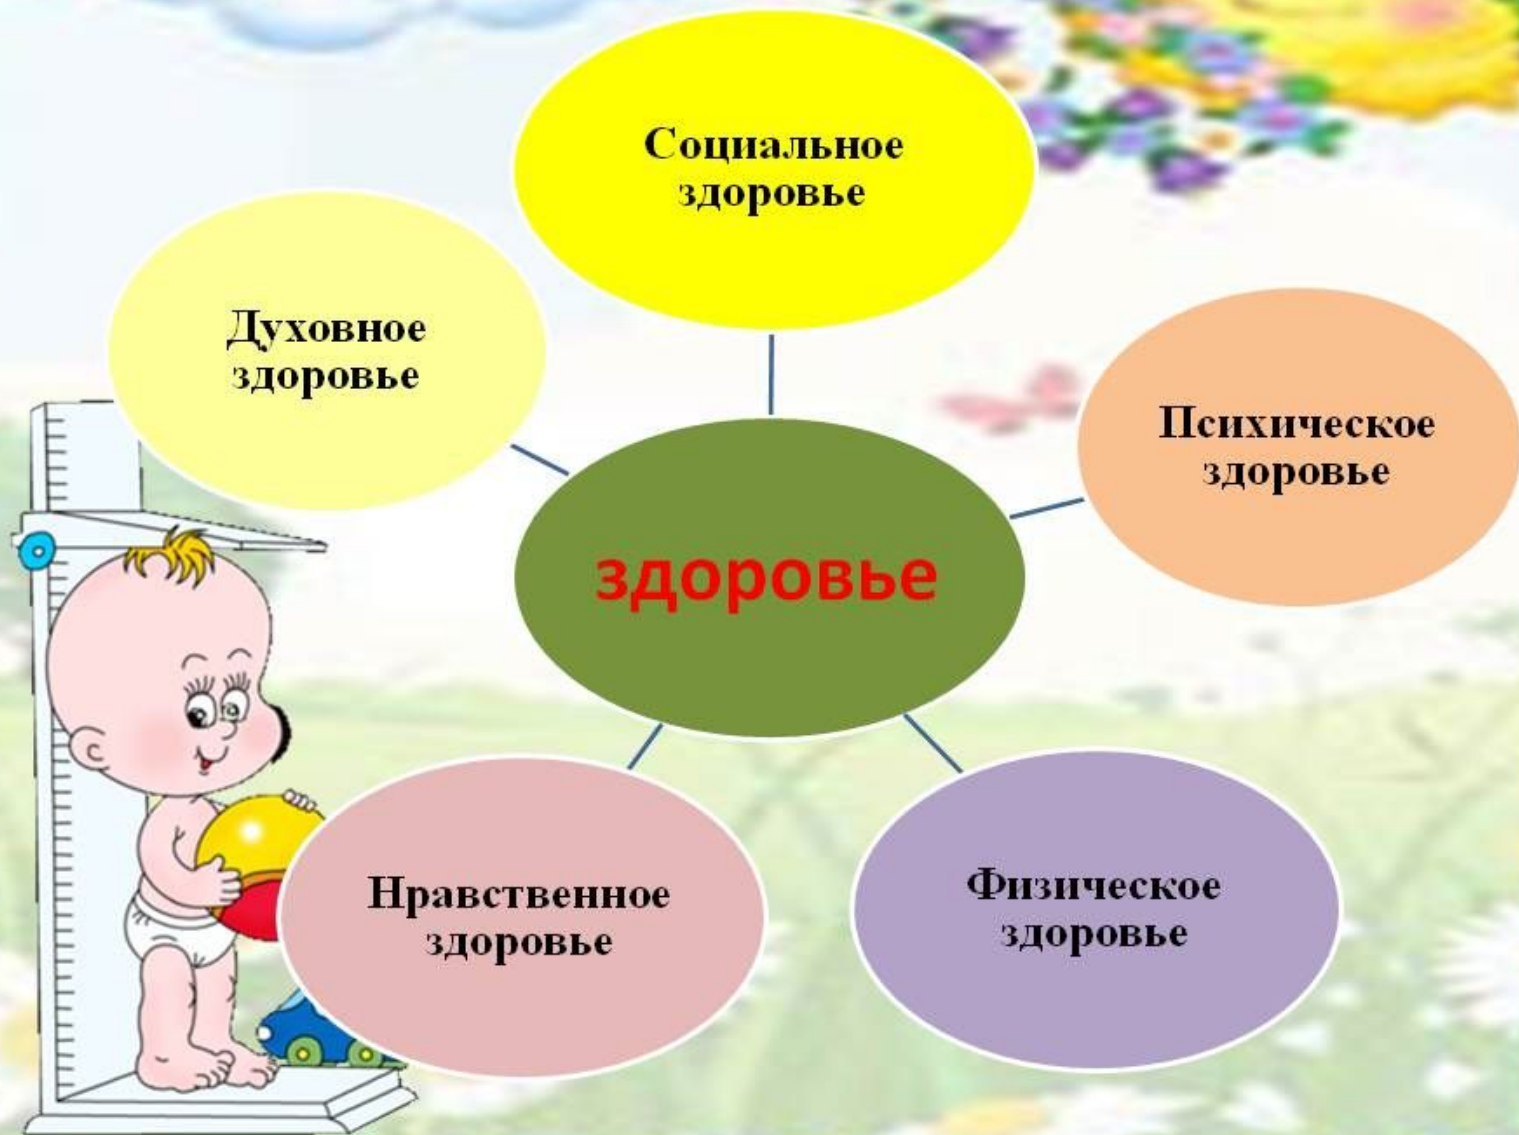 Социальное
здоровье
Духовное
здоровье
Психическое
здоровье
здоровье
Нравственное
здоровье
Физическое
здоровье